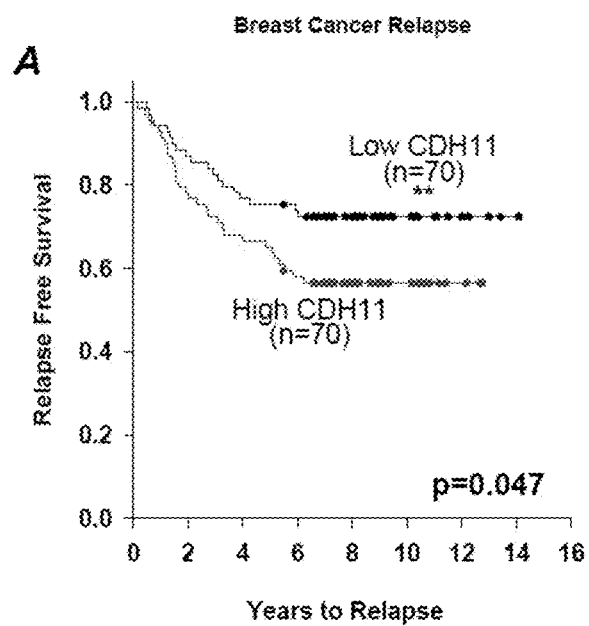 Breast Cancer Relapse
A
1.0
0.8
0.6
0.4
0.2
0.0
Relapse Free Survival
Low CDH11
(n=70)
**
High CDH11
(n=70)
p=0.047
0 2 4 6 8 10 12 14 16
Years to Relapse